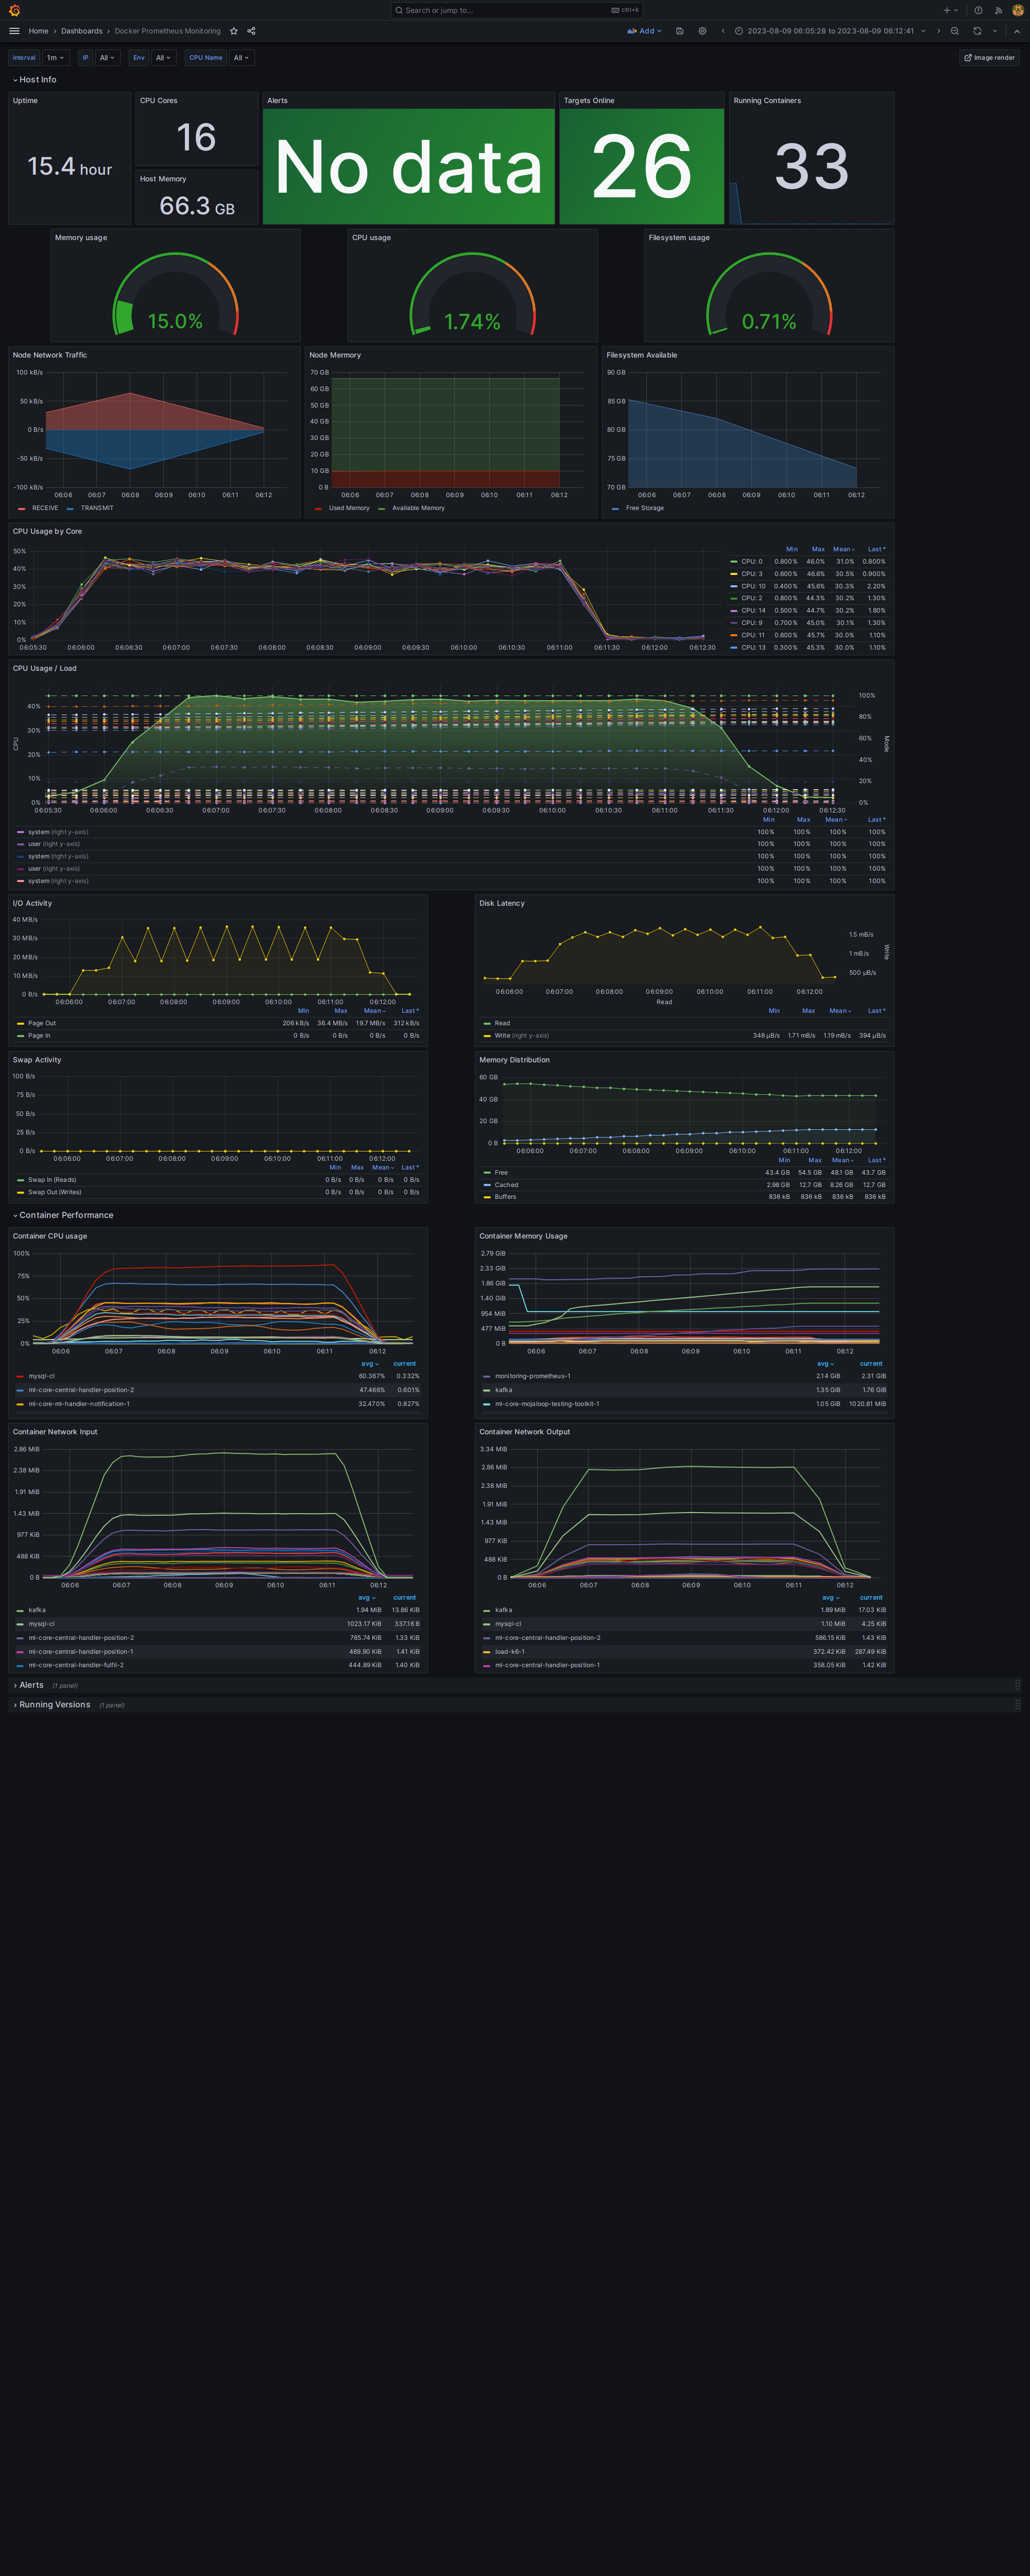 Search or jump to...
ctrl+k
Home › Dashboards › Docker Prometheus Monitoring
Add
2023-08-09 06:05:28 to 2023-08-09 06:12:41
Interval 1m IP All Env All CPU Name All
Image render
Host Info
Uptime
15.4 hour
CPU Cores
16
Host Memory
66.3 GB
Alerts
No data
Targets Online
26
Running Containers
33
Memory usage
15.0%
CPU usage
1.74%
Filesystem usage
0.71%
Node Network Traffic
100 kB/s
50 kB/s
0 B/s
-50 kB/s
-100 kB/s
06:06 06:07 06:08 06:09 06:10 06:11 06:12
RECEIVE TRANSMIT
Node Mermory
70 GB
60 GB
50 GB
40 GB
30 GB
20 GB
10 GB
0 B
06:06 06:07 06:08 06:09 06:10 06:11 06:12
Used Memory Available Memory
Filesystem Available
90 GB
85 GB
80 GB
75 GB
70 GB
06:06 06:07 06:08 06:09 06:10 06:11 06:12
Free Storage
CPU Usage by Core
50%
40%
30%
20%
10%
0%
06:05:30 06:06:00 06:06:30 06:07:00 06:07:30 06:08:00 06:08:30 06:09:00 06:09:30 06:10:00 06:10:30 06:11:00 06:11:30 06:12:00 06:12:30
Min Max Mean Last *
CPU: 0 0.800% 46.0% 31.0% 0.800%
CPU: 3 0.600% 46.6% 30.5% 0.900%
CPU: 10 0.400% 45.6% 30.3% 2.20%
CPU: 2 0.800% 44.3% 30.2% 1.30%
CPU: 14 0.500% 44.7% 30.2% 1.80%
CPU: 9 0.700% 45.0% 30.1% 1.30%
CPU: 11 0.600% 45.7% 30.0% 1.10%
CPU: 13 0.300% 45.3% 30.0% 1.10%
CPU Usage / Load
CPU
40%
30%
20%
10%
0%
100%
80%
60%
40%
20%
0%
Mode
06:05:30 06:06:00 06:06:30 06:07:00 06:07:30 06:08:00 06:08:30 06:09:00 06:09:30 06:10:00 06:10:30 06:11:00 06:11:30 06:12:00 06:12:30
Min Max Mean Last *
system (right y-axis) 100% 100% 100% 100%
user (right y-axis) 100% 100% 100% 100%
system (right y-axis) 100% 100% 100% 100%
user (right y-axis) 100% 100% 100% 100%
system (right y-axis) 100% 100% 100% 100%
I/O Activity
40 MB/s
30 MB/s
20 MB/s
10 MB/s
0 B/s
06:06:00 06:07:00 06:08:00 06:09:00 06:10:00 06:11:00 06:12:00
Min Max Mean Last *
Page Out 206 kB/s 36.4 MB/s 19.7 MB/s 312 kB/s
Page In 0 B/s 0 B/s 0 B/s 0 B/s
Disk Latency
1.5 mB/s
1 mB/s
500 µB/s
Write
06:06:00 06:07:00 06:08:00 06:09:00 06:10:00 06:11:00 06:12:00
Read
Min Max Mean Last *
Read
Write (right y-axis) 348 µB/s 1.71 mB/s 1.19 mB/s 394 µB/s
Swap Activity
100 B/s
75 B/s
50 B/s
25 B/s
0 B/s
06:06:00 06:07:00 06:08:00 06:09:00 06:10:00 06:11:00 06:12:00
Min Max Mean Last *
Swap In (Reads) 0 B/s 0 B/s 0 B/s 0 B/s
Swap Out (Writes) 0 B/s 0 B/s 0 B/s 0 B/s
Memory Distribution
60 GB
40 GB
20 GB
0 B
06:06:00 06:07:00 06:08:00 06:09:00 06:10:00 06:11:00 06:12:00
Min Max Mean Last *
Free 43.4 GB 54.5 GB 48.1 GB 43.7 GB
Cached 2.98 GB 12.7 GB 8.26 GB 12.7 GB
Buffers 836 kB 836 kB 836 kB 836 kB
Container Performance
Container CPU usage
100%
75%
50%
25%
0%
06:06 06:07 06:08 06:09 06:10 06:11 06:12
avg current
mysql-cl 60.367% 0.332%
ml-core-central-handler-position-2 47.466% 0.601%
ml-core-ml-handler-notification-1 32.470% 0.827%
Container Memory Usage
2.79 GiB
2.33 GiB
1.86 GiB
1.40 GiB
954 MiB
477 MiB
0 B
06:06 06:07 06:08 06:09 06:10 06:11 06:12
avg current
monitoring-prometheus-1 2.14 GiB 2.31 GiB
kafka 1.35 GiB 1.76 GiB
ml-core-mojaloop-testing-toolkit-1 1.05 GiB 1020.81 MiB
Container Network Input
2.86 MiB
2.38 MiB
1.91 MiB
1.43 MiB
977 KiB
488 KiB
0 B
06:06 06:07 06:08 06:09 06:10 06:11 06:12
avg current
kafka 1.94 MiB 13.86 KiB
mysql-cl 1023.17 KiB 337.16 B
ml-core-central-handler-position-2 765.74 KiB 1.33 KiB
ml-core-central-handler-position-1 469.90 KiB 1.41 KiB
ml-core-central-handler-fulfil-2 444.89 KiB 1.40 KiB
Container Network Output
3.34 MiB
2.86 MiB
2.38 MiB
1.91 MiB
1.43 MiB
977 KiB
488 KiB
0 B
06:06 06:07 06:08 06:09 06:10 06:11 06:12
avg current
kafka 1.89 MiB 17.03 KiB
mysql-cl 1.10 MiB 4.25 KiB
ml-core-central-handler-position-2 586.15 KiB 1.43 KiB
load-k6-1 372.42 KiB 287.49 KiB
ml-core-central-handler-position-1 358.05 KiB 1.42 KiB
Alerts (1 panel)
Running Versions (1 panel)